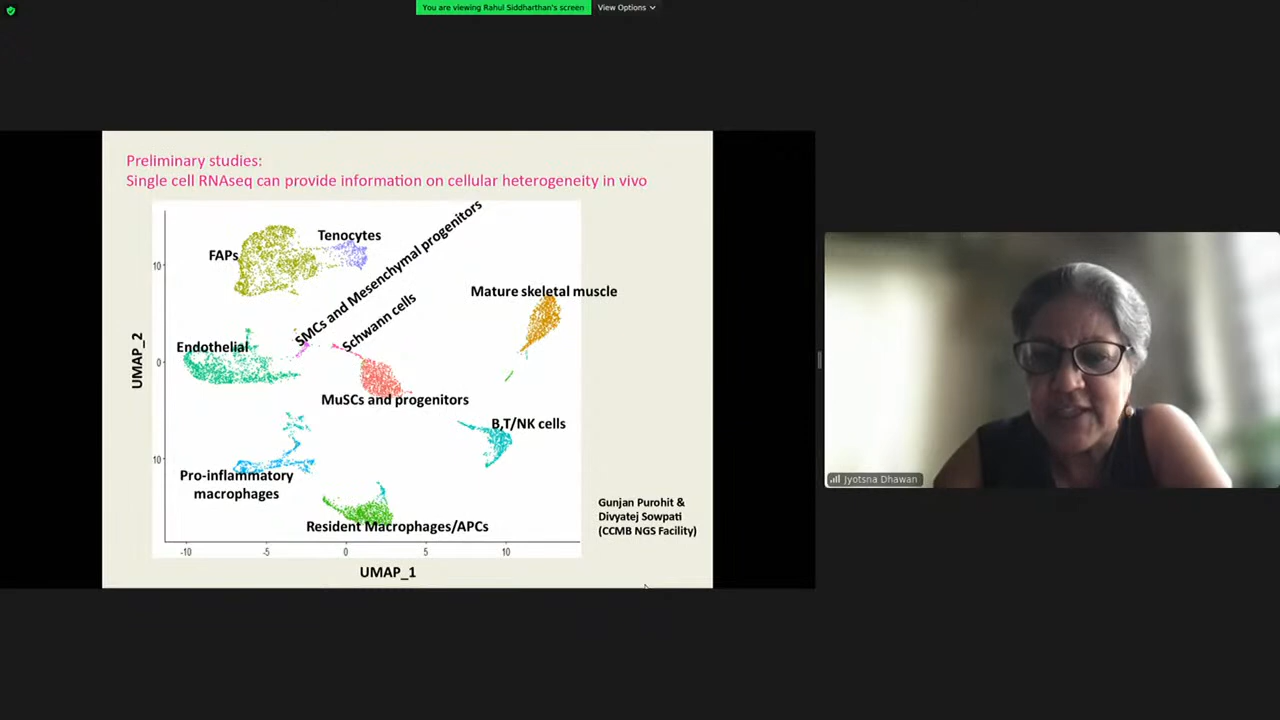 You are viewing Rahul Siddharthan's screen
View Options
Preliminary studies:
Single cell RNAseq can provide information on cellular heterogeneity in vivo
FAPs
Tenocytes
SMCs and Mesenchymal progenitors
Schwann cells
Mature skeletal muscle
Endothelial
MuSCs and progenitors
B,T/NK cells
Pro-inflammatory
macrophages
Resident Macrophages/APCs
UMAP_2
10
0
10
-10
-5
0
5
10
UMAP_1
Gunjan Purohit &
Divyatej Sowpati
(CCMB NGS Facility)
Jyotsna Dhawan